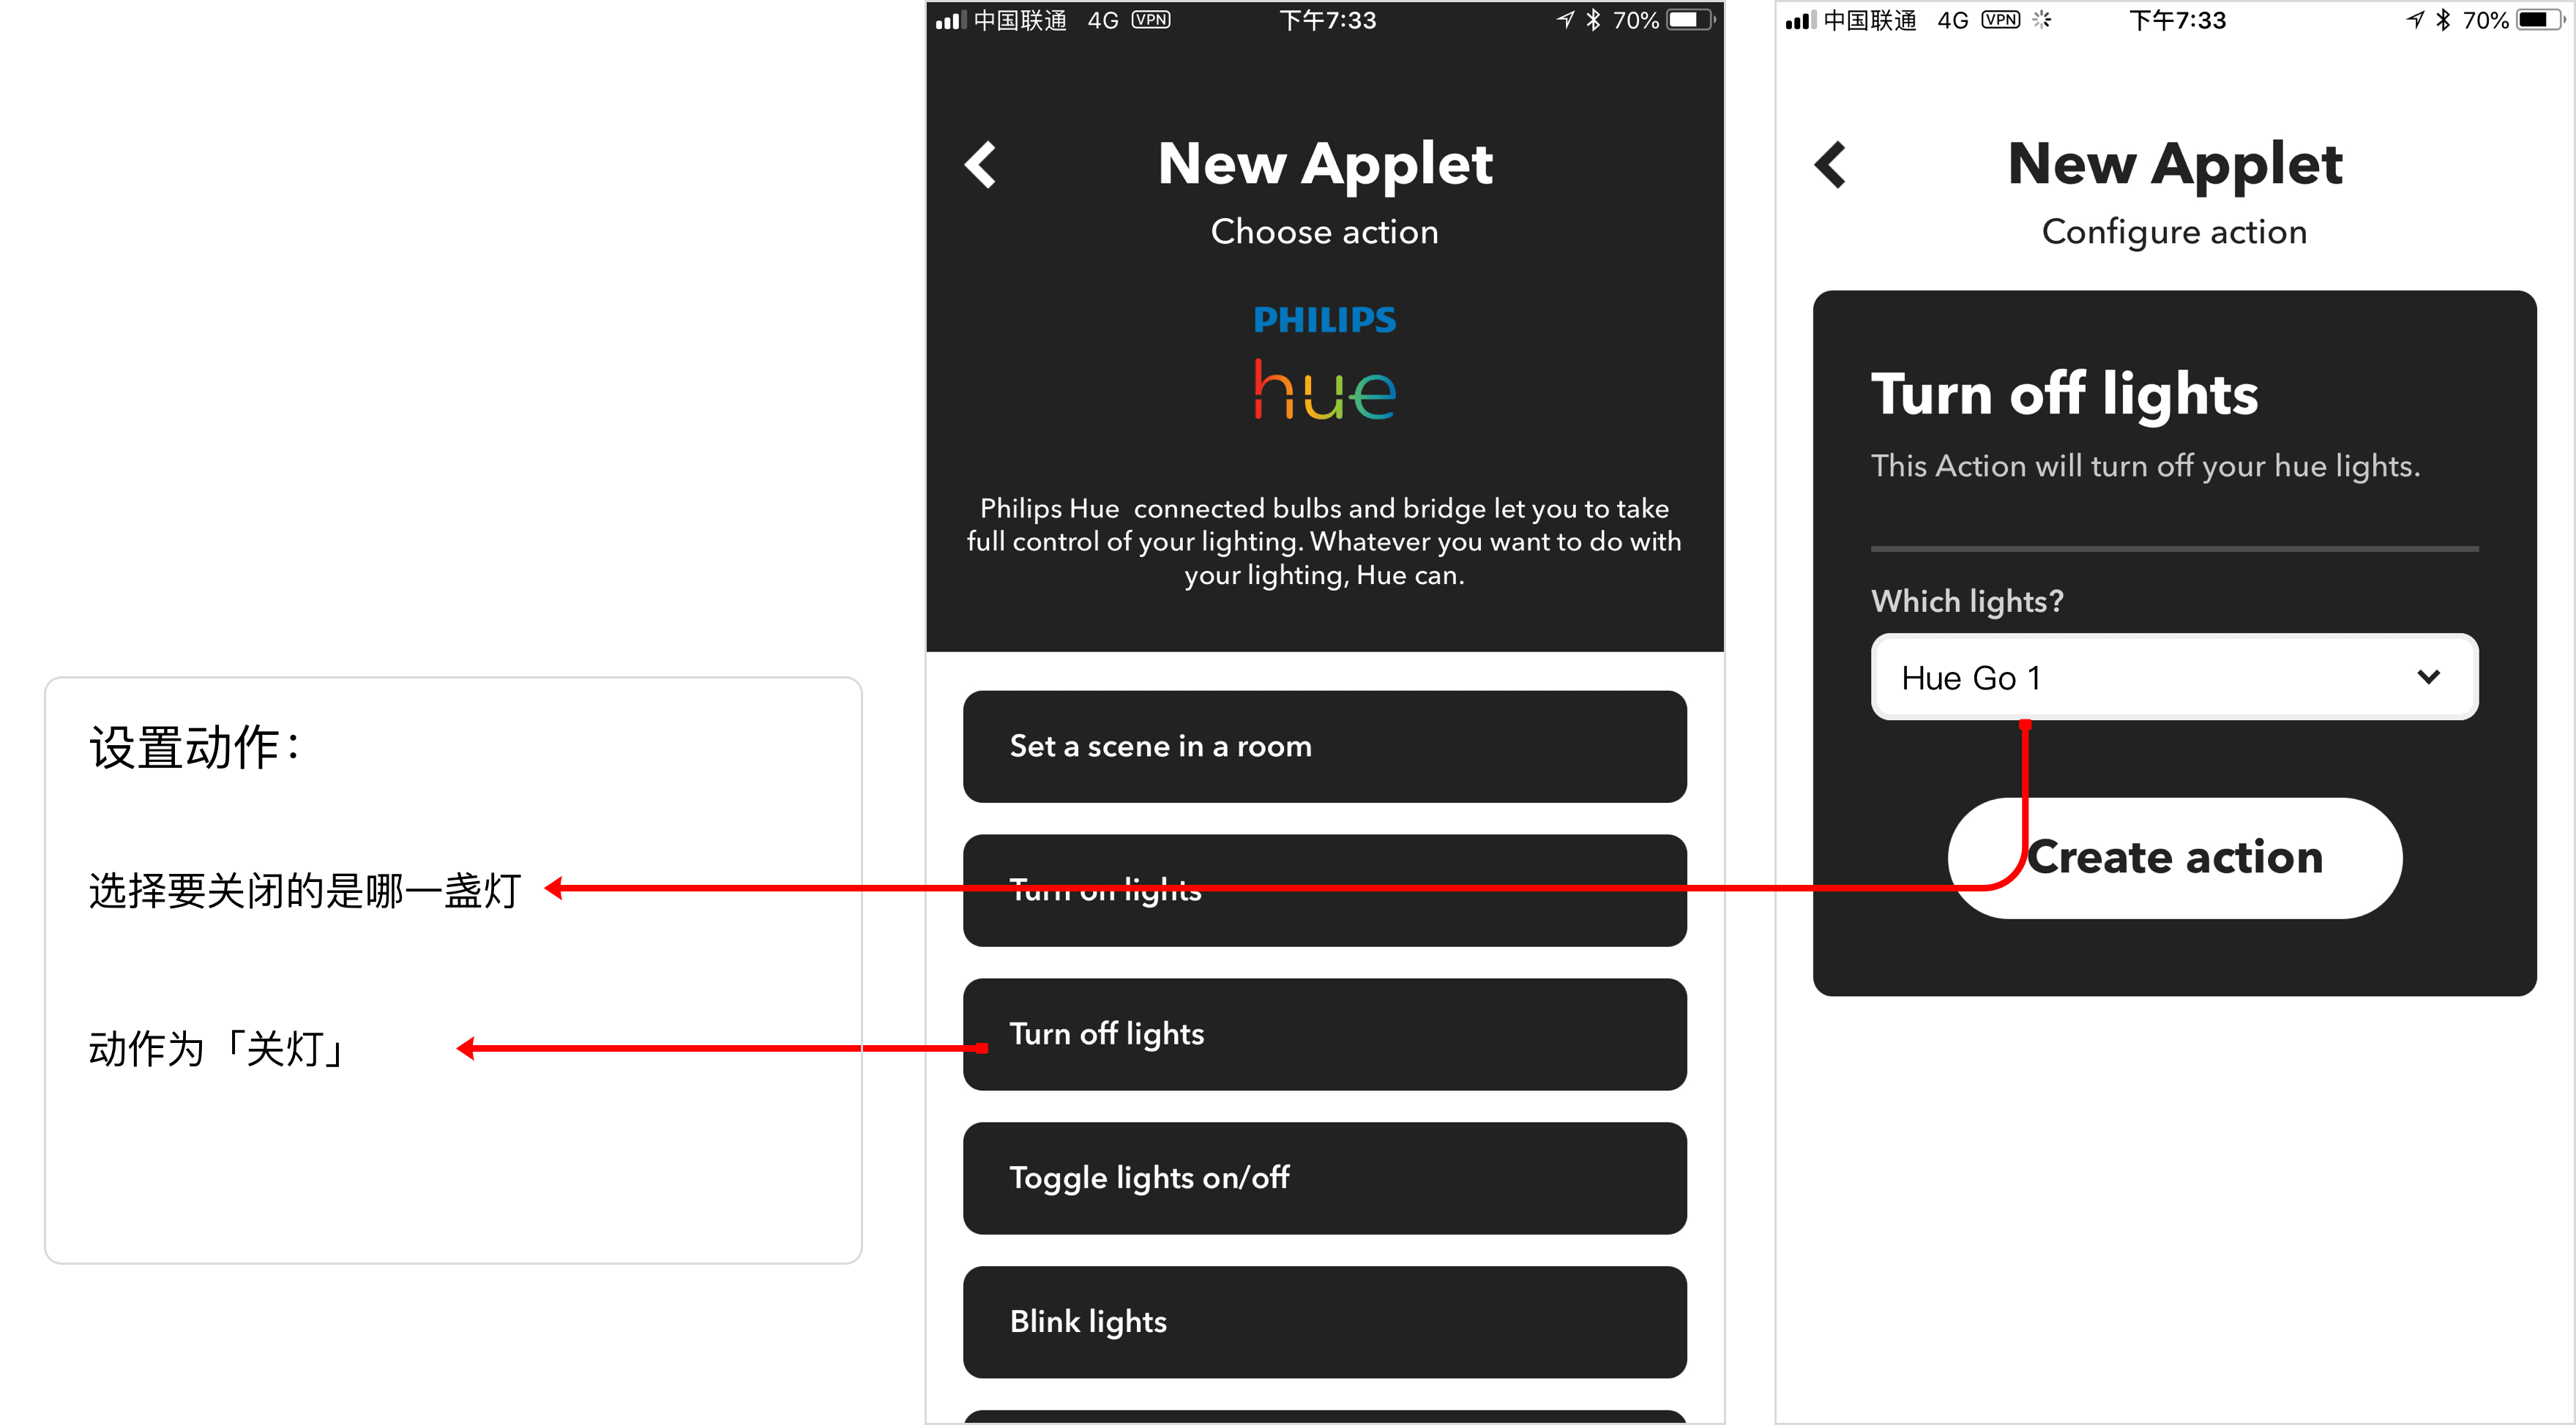 设置动作：
选择要关闭的是哪一盏灯
动作为「关灯」
中国联通 4G VPN 下午7:33 70%
New Applet
Choose action
PHILIPS
hue
Philips Hue connected bulbs and bridge let you to take
full control of your lighting. Whatever you want to do with
your lighting, Hue can.
Set a scene in a room
Turn on lights
Turn off lights
Toggle lights on/off
Blink lights
中国联通 4G VPN 下午7:33 70%
New Applet
Configure action
Turn off lights
This Action will turn off your hue lights.
Which lights?
Hue Go 1
Create action